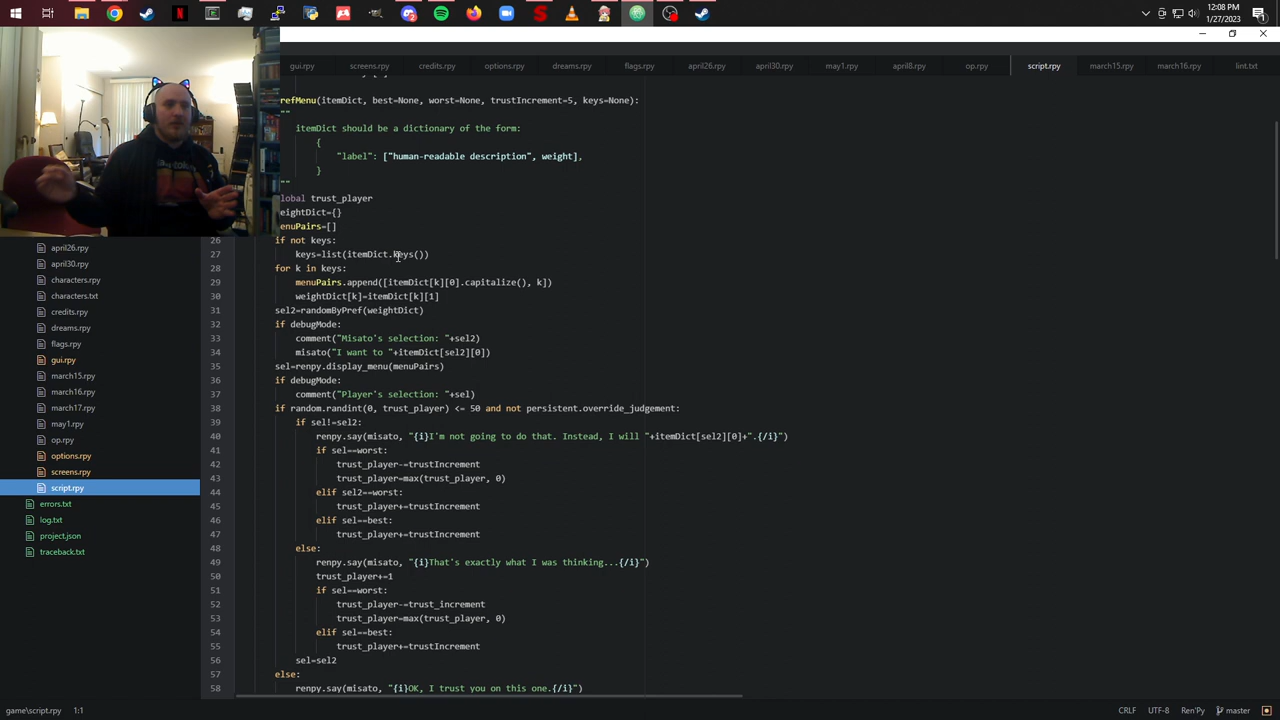 12:08 PM
1/27/2023
gui.rpy
screens.rpy
credits.rpy
options.rpy
dreams.rpy
flags.rpy
april26.rpy
april30.rpy
may1.rpy
april8.rpy
op.rpy
script.rpy
march15.rpy
march16.rpy
lint.txt
refMenu(itemDict, best=None, worst=None, trustIncrement=5, keys=None):
""
itemDict should be a dictionary of the form:
{
"label": ["human-readable description", weight],
}
""
lobal trust_player
eightDict={}
enuPairs=[]
26 if not keys:
27 keys=list(itemDict.keys())
28 for k in keys:
29 menuPairs.append([itemDict[k][0].capitalize(), k])
30 weightDict[k]=itemDict[k][1]
31 sel2=randomByPref(weightDict)
32 if debugMode:
33 comment("Misato's selection: "+sel2)
34 misato("I want to "+itemDict[sel2][0])
35 sel=renpy.display_menu(menuPairs)
36 if debugMode:
37 comment("Player's selection: "+sel)
38 if random.randint(0, trust_player) <= 50 and not persistent.override_judgement:
39 if sel!=sel2:
40 renpy.say(misato, "{i}I'm not going to do that. Instead, I will "+itemDict[sel2][0]+".{/i}")
41 if sel==worst:
42 trust_player-=trustIncrement
43 trust_player=max(trust_player, 0)
44 elif sel2==worst:
45 trust_player+=trustIncrement
46 elif sel==best:
47 trust_player+=trustIncrement
48 else:
49 renpy.say(misato, "{i}That's exactly what I was thinking...{/i}")
50 trust_player+=1
51 if sel==worst:
52 trust_player-=trust_increment
53 trust_player=max(trust_player, 0)
54 elif sel==best:
55 trust_player+=trustIncrement
56 sel=sel2
57 else:
58 renpy.say(misato, "{i}OK, I trust you on this one.{/i}")
april26.rpy
april30.rpy
characters.rpy
characters.txt
credits.rpy
dreams.rpy
flags.rpy
gui.rpy
march15.rpy
march16.rpy
march17.rpy
may1.rpy
op.rpy
options.rpy
screens.rpy
script.rpy
errors.txt
log.txt
project.json
traceback.txt
game\script.rpy 1:1
CRLF UTF-8 Ren'Py master